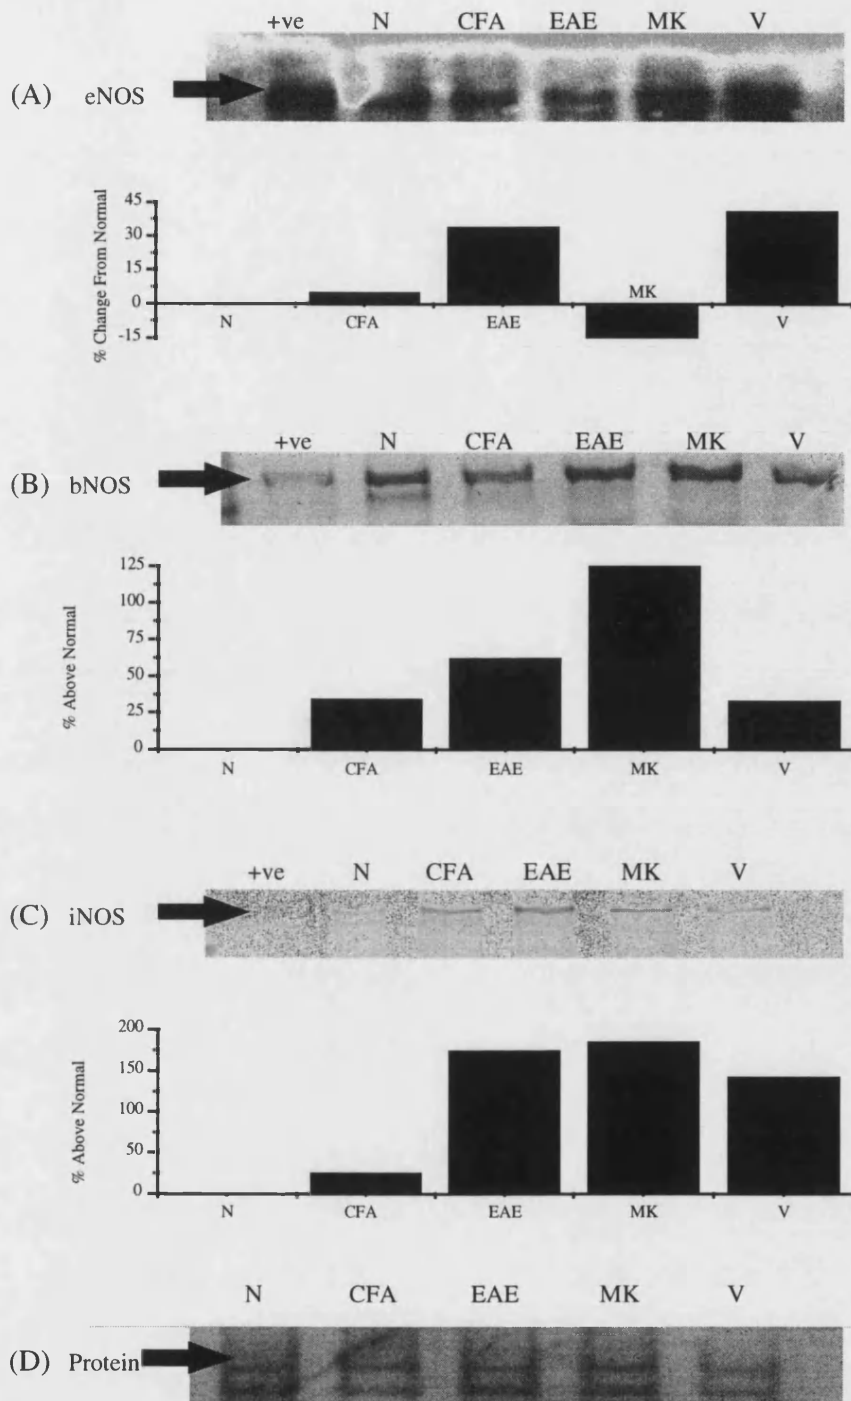 +ve N CFA EAE MK V
(A) eNOS
% Change From Normal
45
30
15
0
-15
N CFA EAE MK V
+ve N CFA EAE MK V
(B) bNOS
% Above Normal
125
100
75
50
25
0
N CFA EAE MK V
+ve N CFA EAE MK V
(C) iNOS
% Above Normal
200
150
100
50
0
N CFA EAE MK V
N CFA EAE MK V
(D) Protein